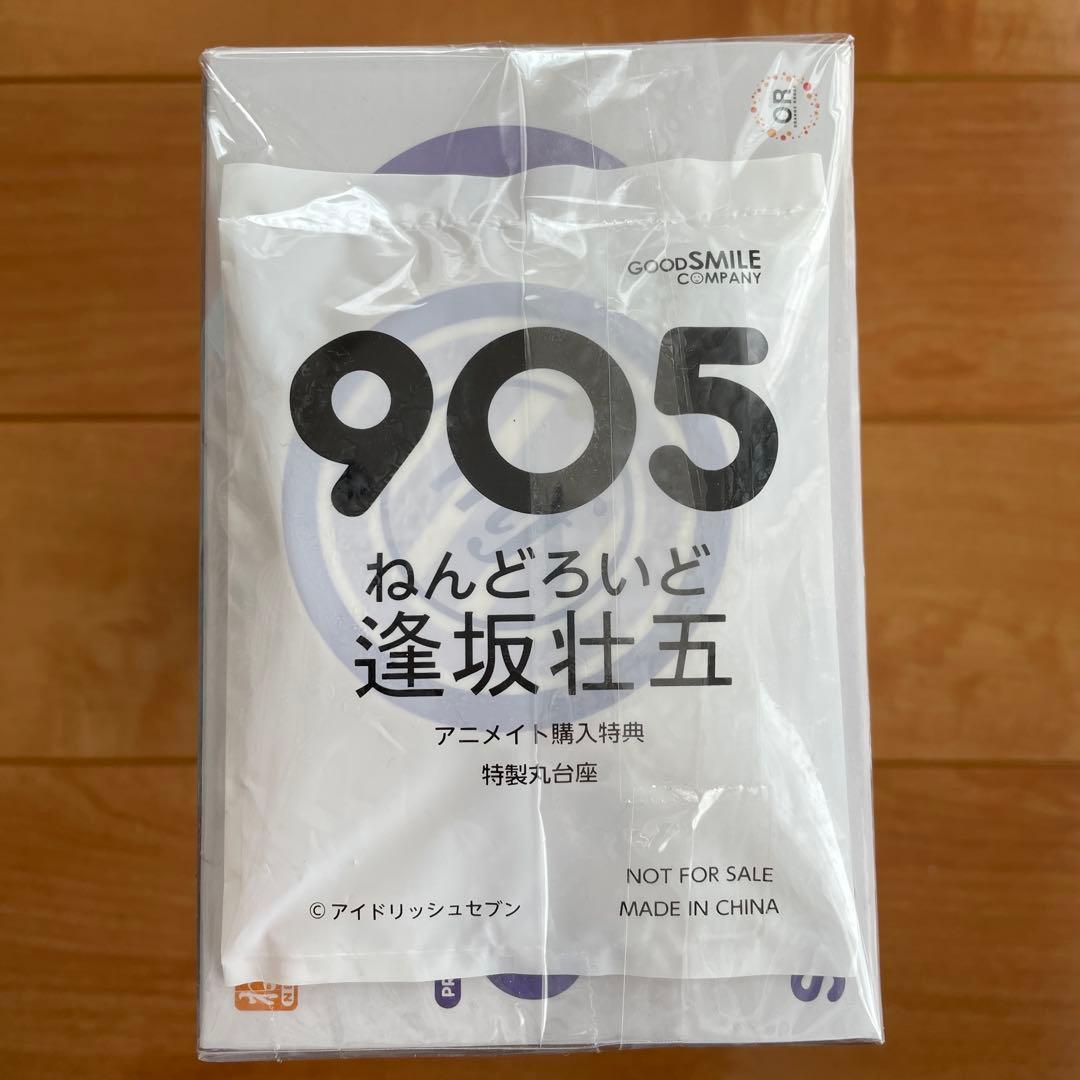 OR
GOODSMILE
COMPANY
905
ねんどろいど
逢坂壮五
アニメイト購入特典
特製丸台座
NOT FOR SALE
© アイドリッシュセブン
MADE IN CHINA